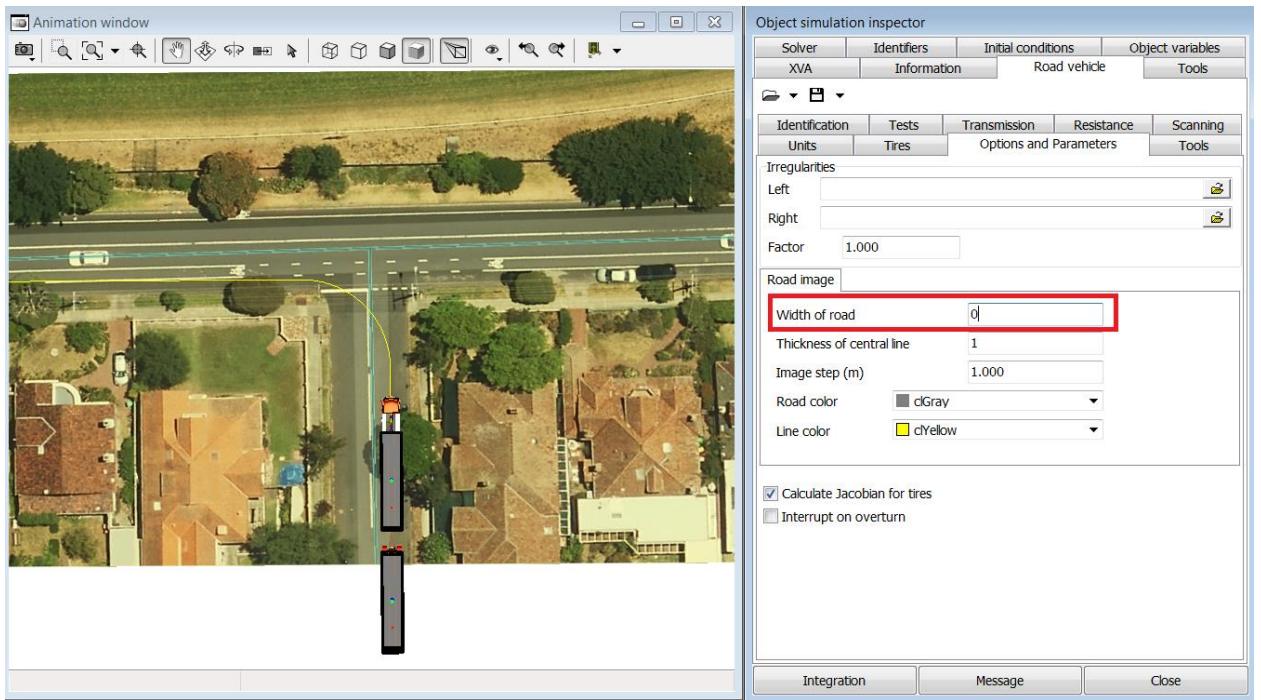 Animation window
Object simulation inspector
Solver Identifiers Initial conditions Object variables
XVA Information Road vehicle Tools
Identification Tests Transmission Resistance Scanning
Units Tires Options and Parameters Tools
Irregularities
Left
Right
Factor 1.000
Road image
Width of road 0
Thickness of central line 1
Image step (m) 1.000
Road color clGray
Line color clYellow
Calculate Jacobian for tires
Interrupt on overturn
Integration Message Close